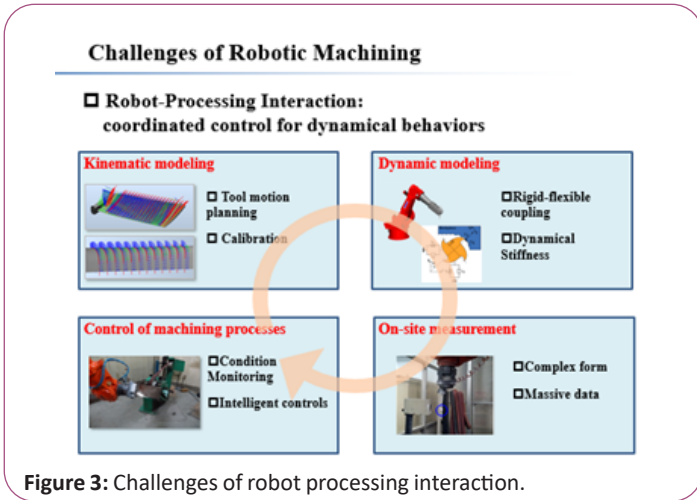 Challenges of Robotic Machining
☐ Robot-Processing Interaction:
coordinated control for dynamical behaviors
Kinematic modeling
☐ Tool motion
planning
☐ Calibration
Dynamic modeling
☐Rigid-flexible
coupling
☐Dynamical
Stiffness
Control of machining processes
☐Condition
Monitoring
☐Intelligent controls
On-site measurement
☐Complex form
☐Massive data
Figure 3: Challenges of robot processing interaction.